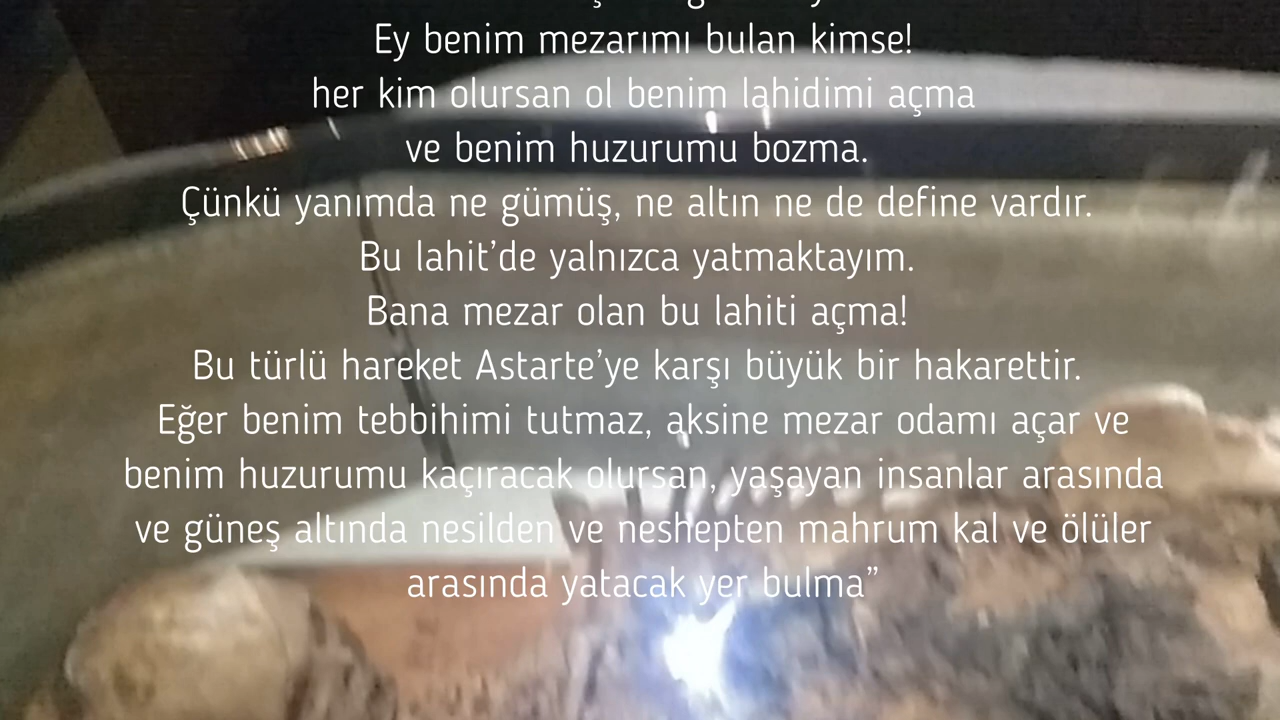 Ey benim mezarımı bulan kimse!
her kim olursan ol benim lahidimi açma
ve benim huzurumu bozma.
Çünkü yanımda ne gümüş, ne altın ne de define vardır.
Bu lahit’de yalnızca yatmaktayım.
Bana mezar olan bu lahiti açma!
Bu türlü hareket Astarte’ye karşı büyük bir hakarettir.
Eğer benim tebbihimi tutmaz, aksine mezar odamı açar ve
benim huzurumu kaçıracak olursan, yaşayan insanlar arasında
ve güneş altında nesilden ve neshepten mahrum kal ve ölüler
arasında yatacak yer bulma”